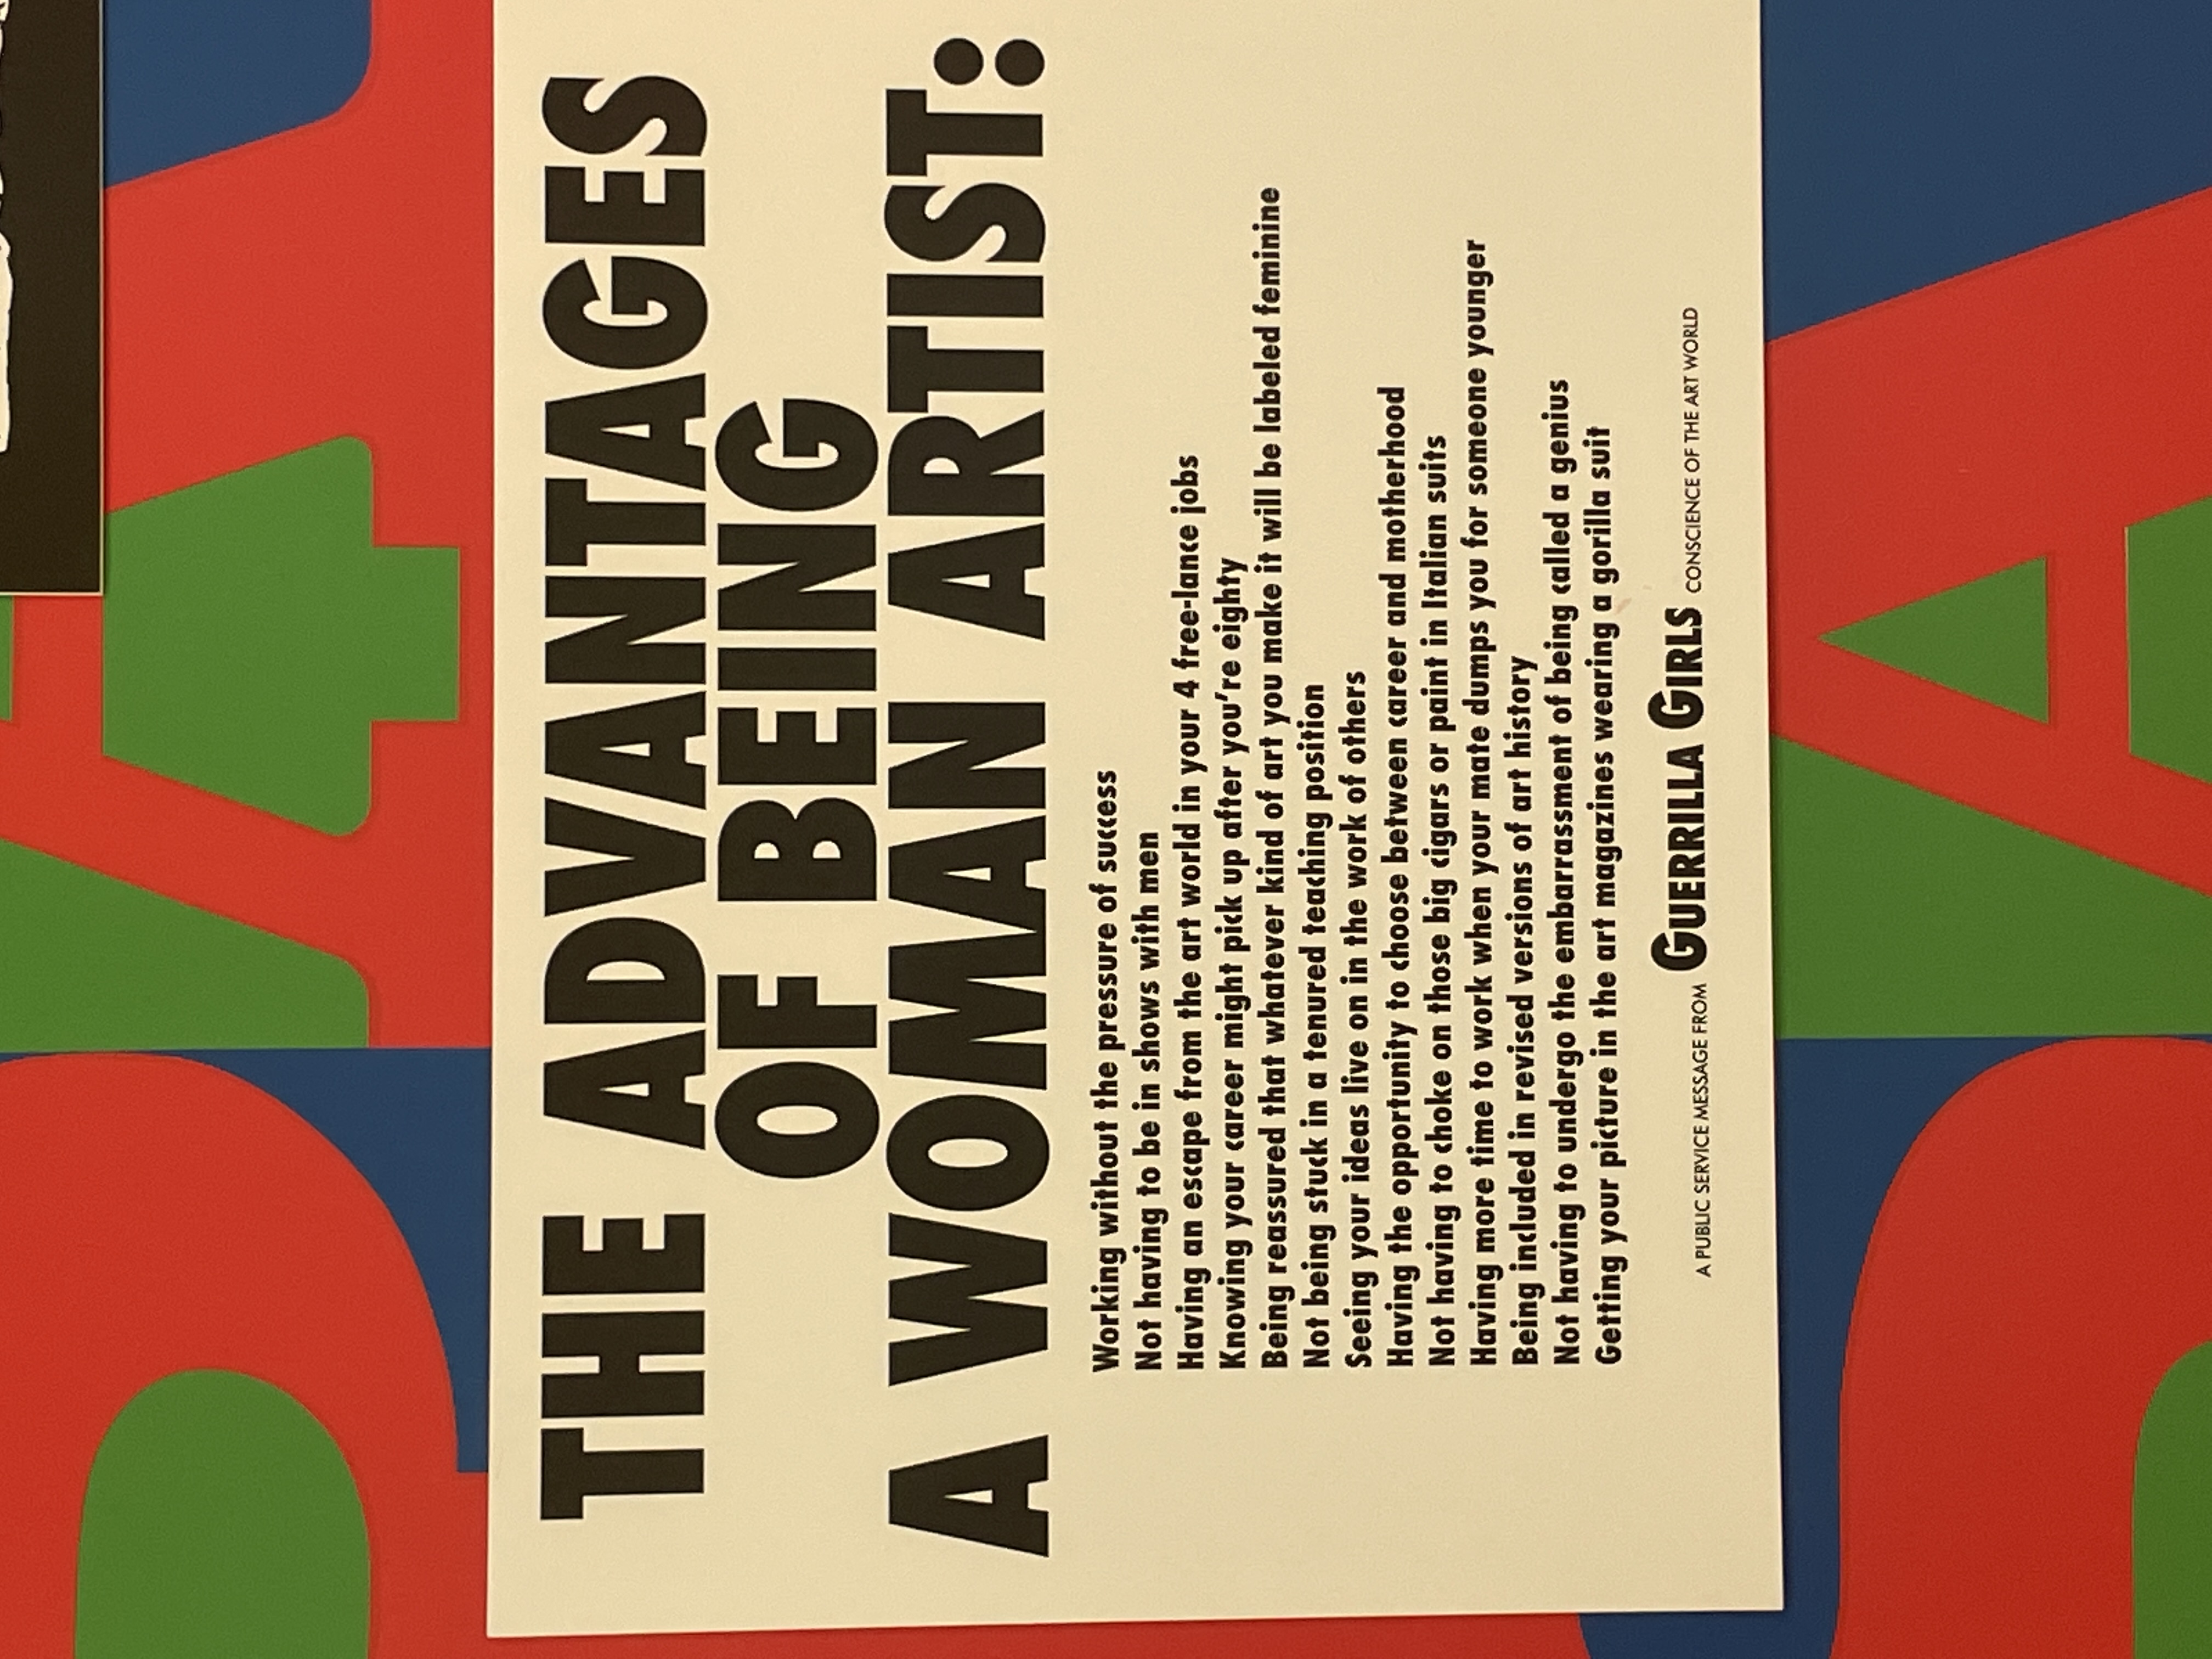 THE ADVANTAGES
OF BEING
A WOMAN ARTIST:
Working without the pressure of success
Not having to be in shows with men
Having an escape from the art world in your 4 free-lance jobs
Knowing your career might pick up after you’re eighty
Being reassured that whatever kind of art you make it will be labeled feminine
Not being stuck in a tenured teaching position
Seeing your ideas live on in the work of others
Having the opportunity to choose between career and motherhood
Not having to choke on those big cigars or paint in Italian suits
Having more time to work when your mate dumps you for someone younger
Being included in revised versions of art history
Not having to undergo the embarrassment of being called a genius
Getting your picture in the art magazines wearing a gorilla suit
A PUBLIC SERVICE MESSAGE FROM GUERRILLA GIRLS CONSCIENCE OF THE ART WORLD